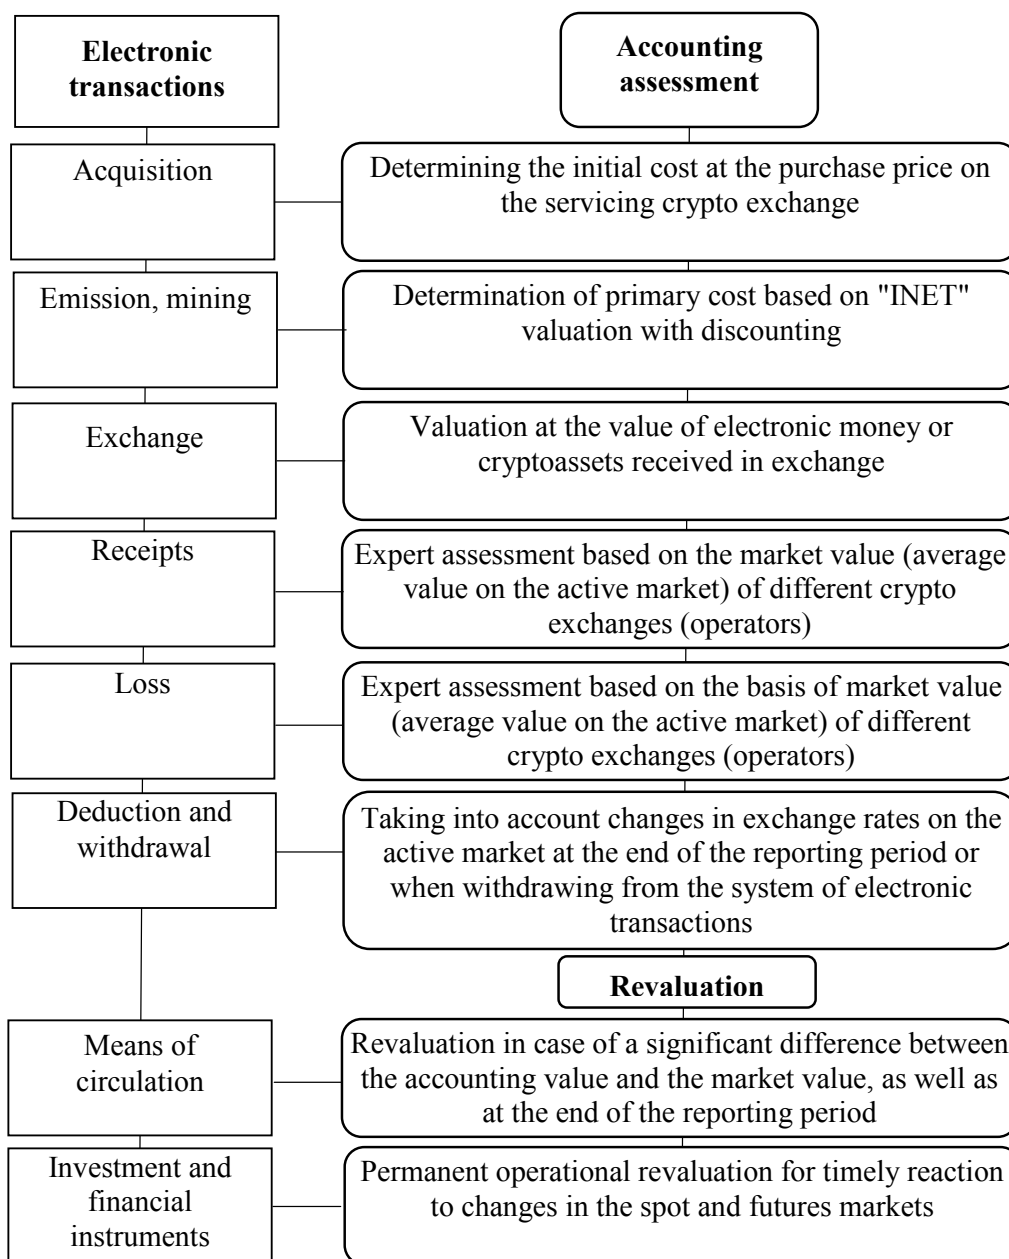 Electronic
transactions
Accounting
assessment
Acquisition
Determining the initial cost at the purchase price on
the servicing crypto exchange
Emission, mining
Determination of primary cost based on "INET"
valuation with discounting
Exchange
Valuation at the value of electronic money or
cryptoassets received in exchange
Receipts
Expert assessment based on the market value (average
value on the active market) of different crypto
exchanges (operators)
Loss
Expert assessment based on the basis of market value
(average value on the active market) of different
crypto exchanges (operators)
Deduction and
withdrawal
Taking into account changes in exchange rates on the
active market at the end of the reporting period or
when withdrawing from the system of electronic
transactions
Revaluation
Means of
circulation
Revaluation in case of a significant difference between
the accounting value and the market value, as well as
at the end of the reporting period
Investment and
financial
instruments
Permanent operational revaluation for timely reaction
to changes in the spot and futures markets